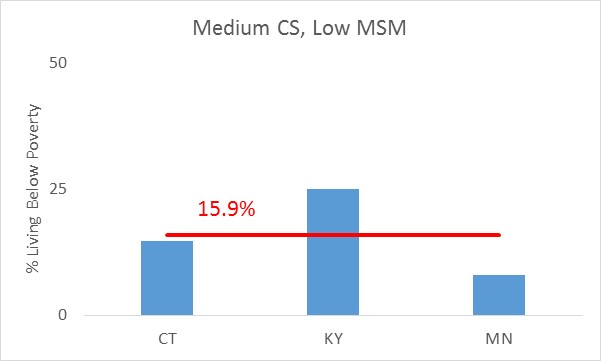 Medium CS, Low MSM
% Living Below Poverty
50
25
0
15.9%
CT
KY
MN